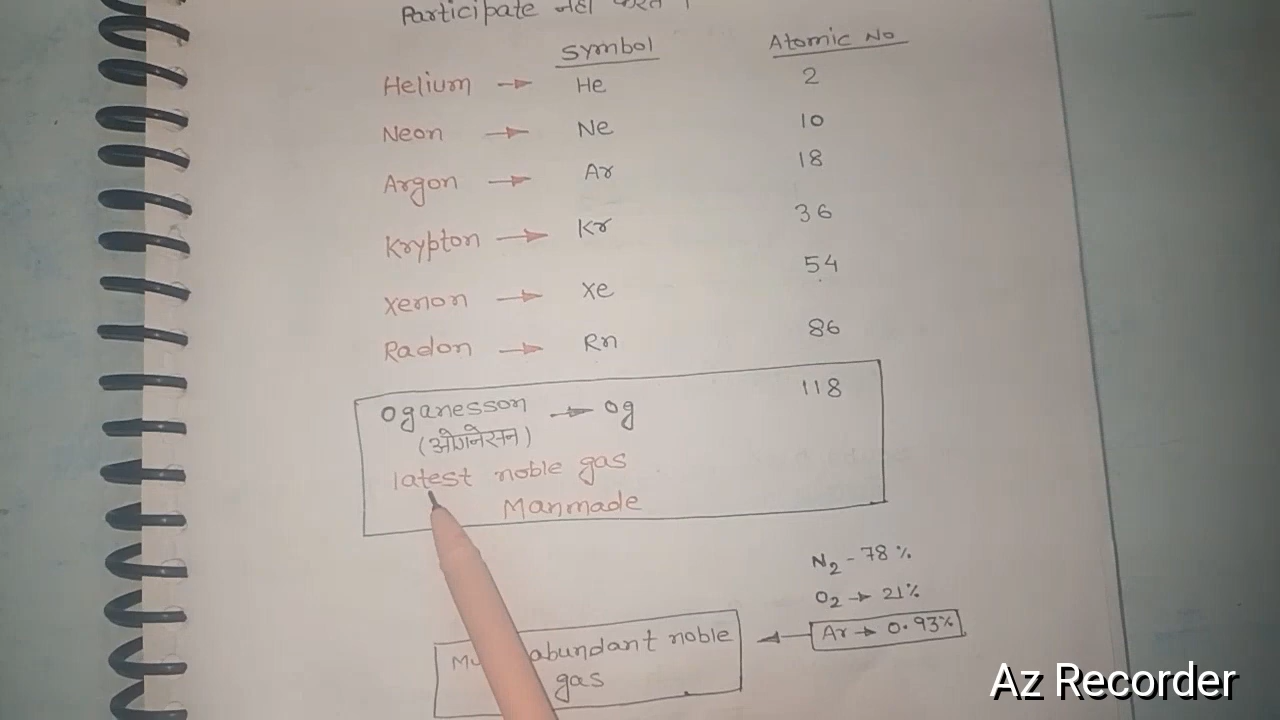 Participate नहीं करते ।
Symbol Atomic No
Helium → He 2
Neon → Ne 10
Argon → Ar 18
Krypton → Kr 36
Xenon → Xe 54
Radon → Rn 86
Oganesson → Og 118
(ओगनेसन)
latest noble gas
Manmade
N2 - 78%
O2 → 21%
Ar → 0.93%
abundant noble
gas
Az Recorder